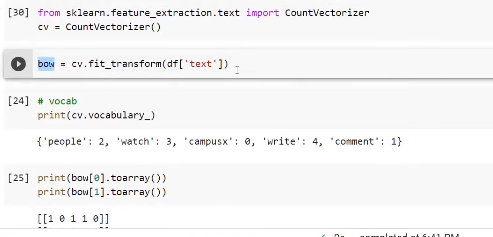 [30] from sklearn.feature_extraction.text import CountVectorizer
cv = CountVectorizer()
bow = cv.fit_transform(df['text'])
[24] # vocab
print(cv.vocabulary_)
{'people': 2, 'watch': 3, 'campusx': 0, 'write': 4, 'comment': 1}
[25] print(bow[0].toarray())
print(bow[1].toarray())
[[1 0 1 1 0]]
completed at 6:41 PM